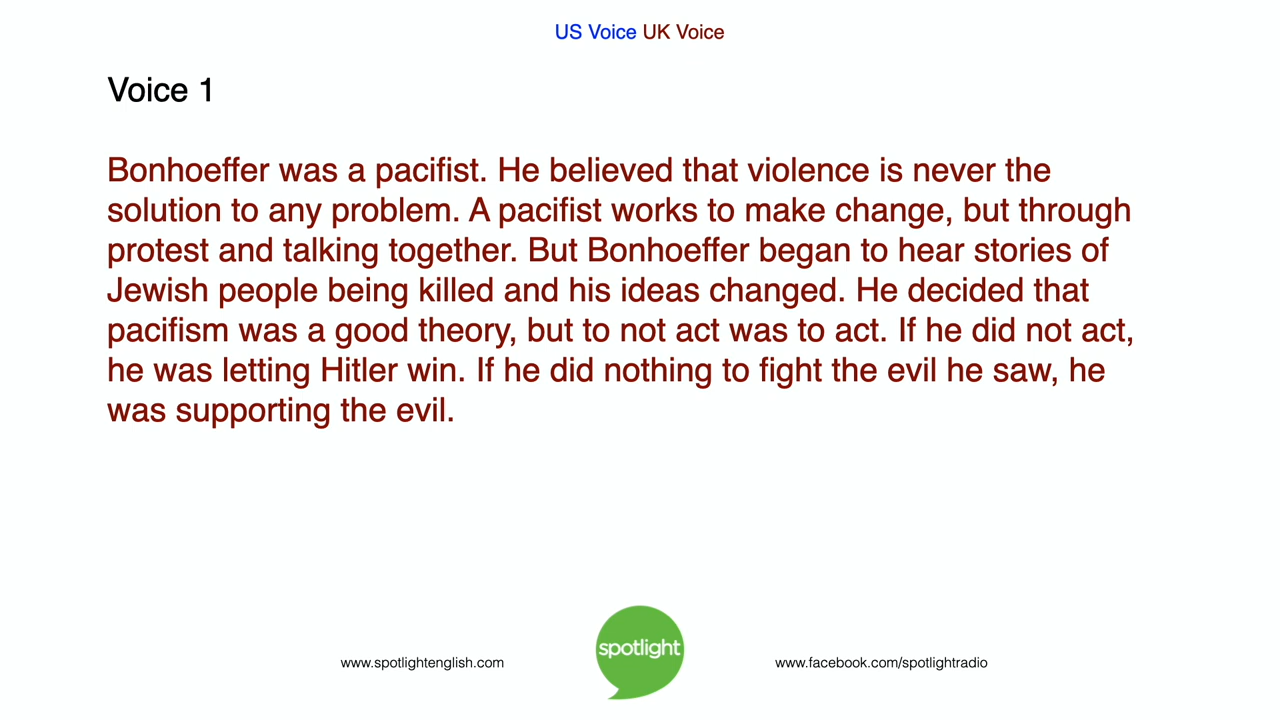 US Voice UK Voice
Voice 1
Bonhoeffer was a pacifist. He believed that violence is never the
solution to any problem. A pacifist works to make change, but through
protest and talking together. But Bonhoeffer began to hear stories of
Jewish people being killed and his ideas changed. He decided that
pacifism was a good theory, but to not act was to act. If he did not act,
he was letting Hitler win. If he did nothing to fight the evil he saw, he
was supporting the evil.
www.spotlightenglish.com
spotlight
www.facebook.com/spotlightradio